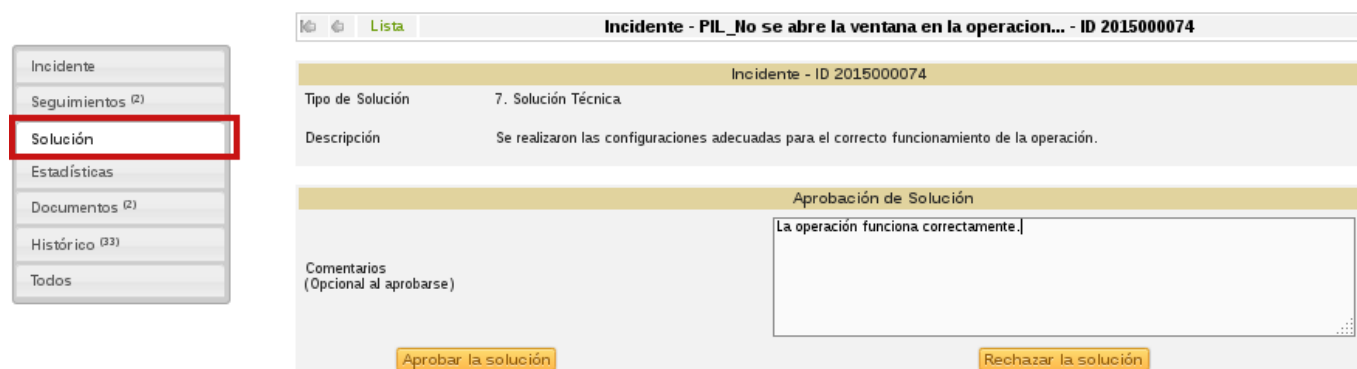 Lista
Incidente - PIL_No se abre la ventana en la operacion... - ID 2015000074
Incidente
Seguimientos (2)
Solución
Estadísticas
Documentos (2)
Histórico (33)
Todos
Incidente - ID 2015000074
Tipo de Solución 7. Solución Técnica
Descripción Se realizaron las configuraciones adecuadas para el correcto funcionamiento de la operación.
Aprobación de Solución
La operación funciona correctamente.
Comentarios
(Opcional al aprobarse)
Aprobar la solución Rechazar la solución